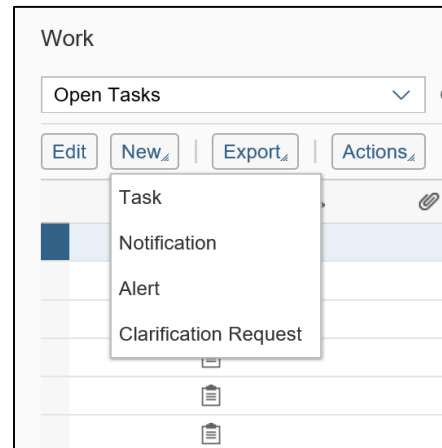 Work
Open Tasks
Edit New Export Actions
Task
Notification
Alert
Clarification Request